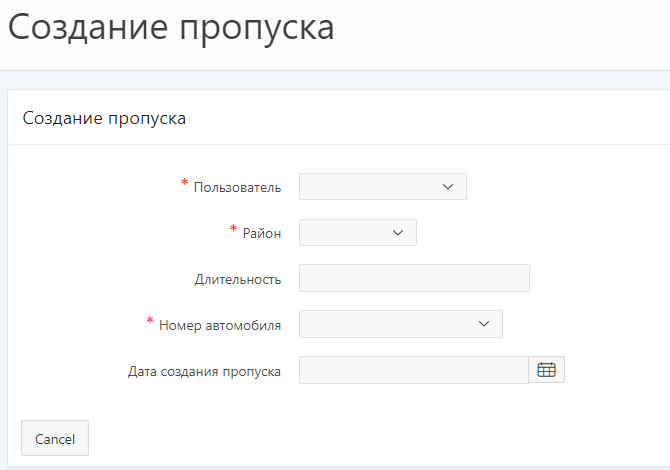 Создание пропуска
Создание пропуска
* Пользователь
* Район
Длительность
* Номер автомобиля
Дата создания пропуска
Cancel